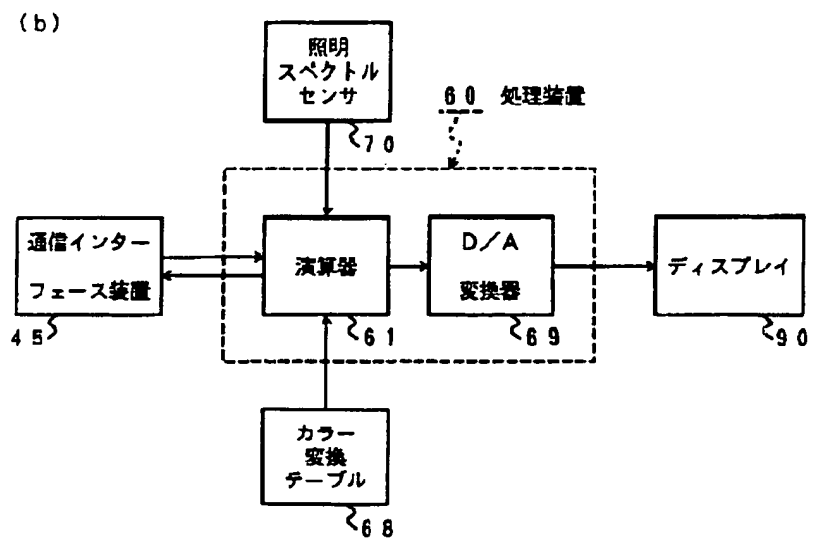 (b)
照明
スペクトル
センサ
70
60 処理装置
通信インター
フェース装置
45
演算器
61
D/A
変換器
69
ディスプレイ
90
カラー
変換
テーブル
68